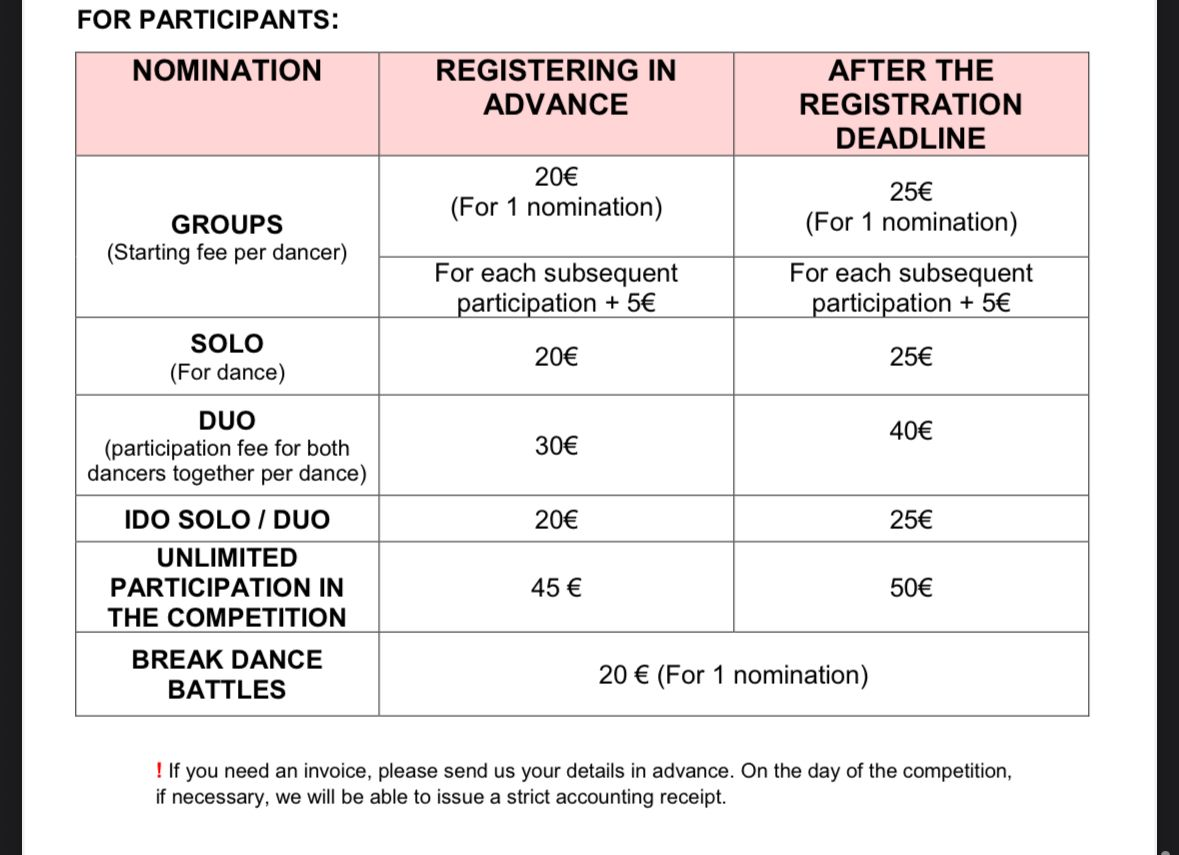 FOR PARTICIPANTS:
NOMINATION
REGISTERING IN
ADVANCE
AFTER THE
REGISTRATION
DEADLINE
GROUPS
(Starting fee per dancer)
20€
(For 1 nomination)
25€
(For 1 nomination)
For each subsequent
participation + 5€
For each subsequent
participation + 5€
SOLO
(For dance)
20€
25€
DUO
(participation fee for both
dancers together per dance)
30€
40€
IDO SOLO / DUO
20€
25€
UNLIMITED
PARTICIPATION IN
THE COMPETITION
45 €
50€
BREAK DANCE
BATTLES
20 € (For 1 nomination)
! If you need an invoice, please send us your details in advance. On the day of the competition,
if necessary, we will be able to issue a strict accounting receipt.